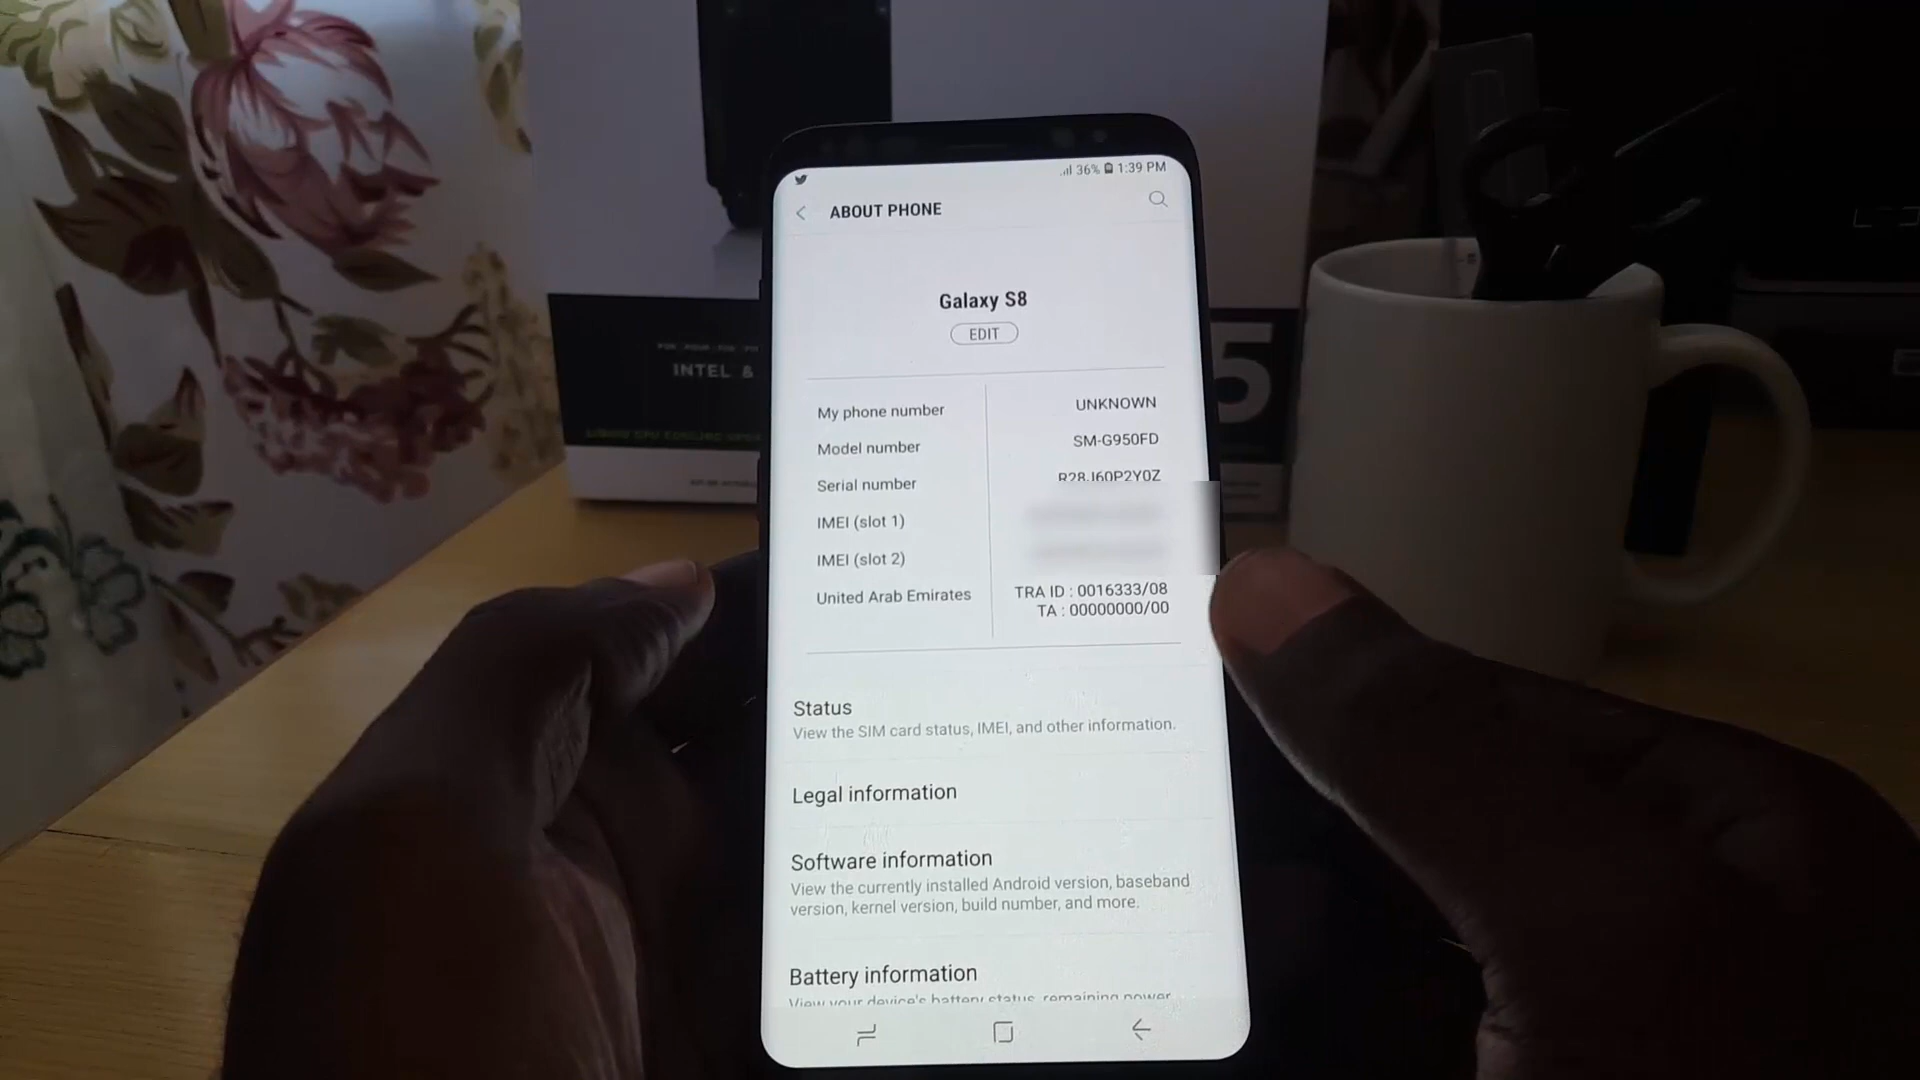 36% 1:39 PM
ABOUT PHONE
Galaxy S8
EDIT
My phone number UNKNOWN
Model number SM-G950FD
Serial number R28J60P2Y0Z
IMEI (slot 1)
IMEI (slot 2)
United Arab Emirates TRA ID : 0016333/08
TA : 00000000/00
Status
View the SIM card status, IMEI, and other information.
Legal information
Software information
View the currently installed Android version, baseband
version, kernel version, build number, and more.
Battery information
View your device's battery status, remaining power
INTEL &
5